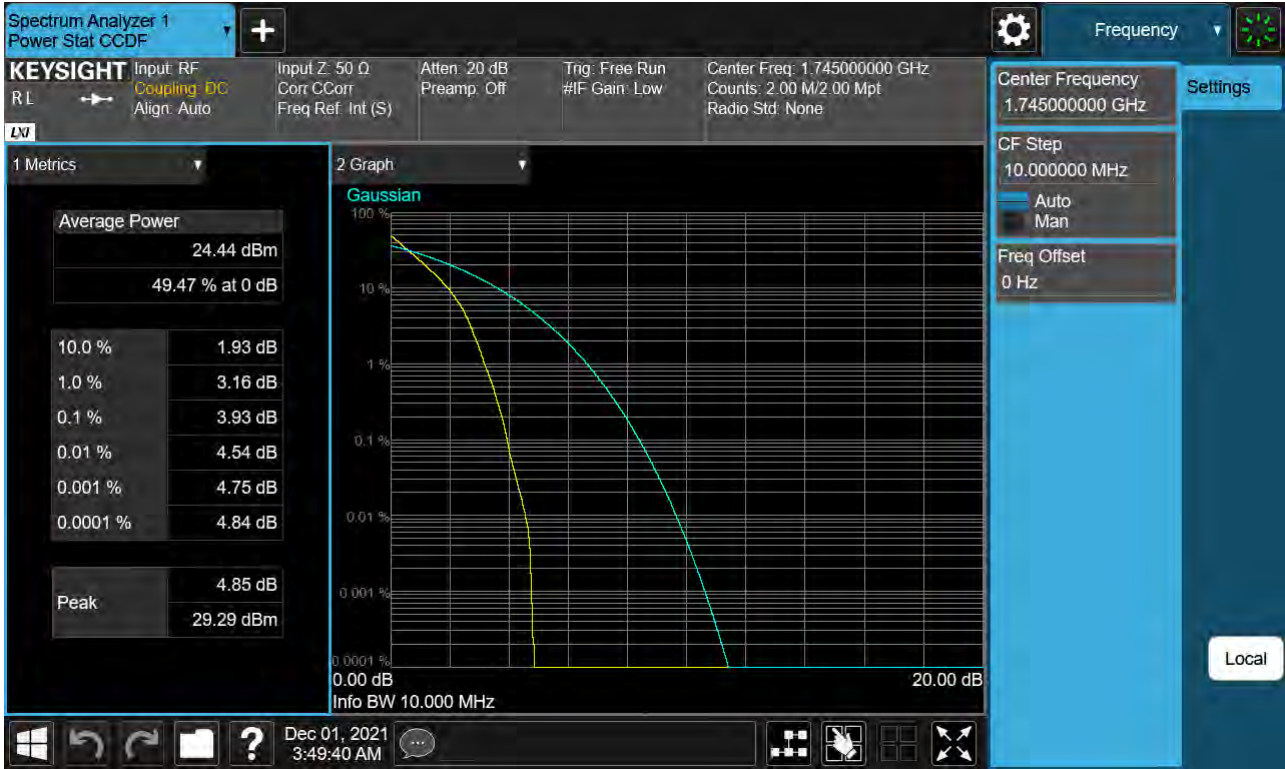 Spectrum Analyzer 1
Power Stat CCDF
+
Frequency
KEYSIGHT
RL
LXI
Input: RF
Coupling: DC
Align: Auto
Input Z: 50 Ω
Corr CCorr
Freq Ref: Int (S)
Atten: 20 dB
Preamp: Off
Trig: Free Run
#IF Gain: Low
Center Freq: 1.745000000 GHz
Counts: 2.00 M/2.00 Mpt
Radio Std: None
Center Frequency
1.745000000 GHz
Settings
CF Step
10.000000 MHz
Auto
Man
Freq Offset
0 Hz
Local
1 Metrics
Average Power
24.44 dBm
49.47 % at 0 dB
10.0 % 1.93 dB
1.0 % 3.16 dB
0.1 % 3.93 dB
0.01 % 4.54 dB
0.001 % 4.75 dB
0.0001 % 4.84 dB
Peak 4.85 dB
29.29 dBm
2 Graph
Gaussian
100 %
10 %
1 %
0.1 %
0.01 %
0.001 %
0.0001 %
0.00 dB 20.00 dB
Info BW 10.000 MHz
?
Dec 01, 2021
3:49:40 AM